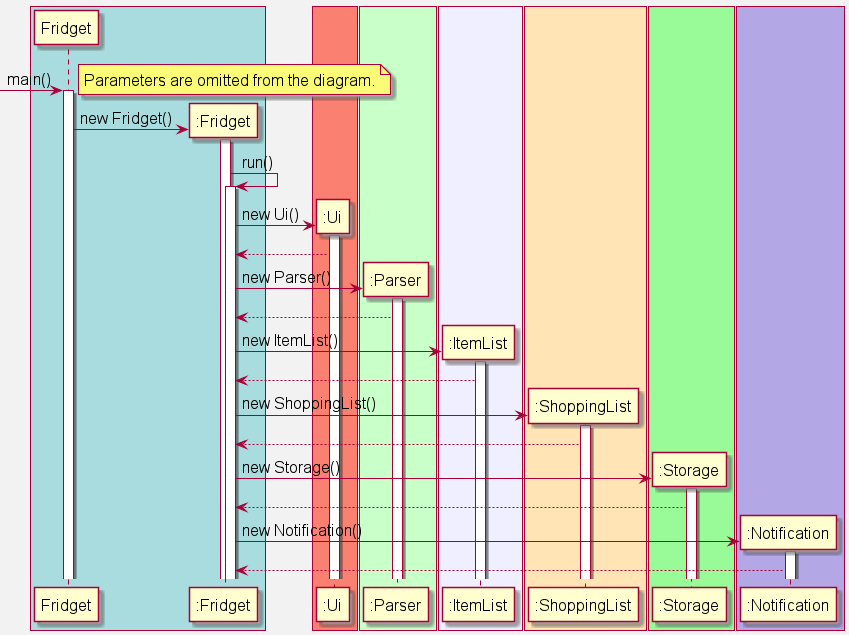 Fridget
main()
Parameters are omitted from the diagram.
new Fridget()
:Fridget
run()
new Ui()
:Ui
new Parser()
:Parser
new ItemList()
:ItemList
new ShoppingList()
:ShoppingList
new Storage()
:Storage
new Notification()
:Notification
Fridget
:Fridget
:Ui
:Parser
:ItemList
:ShoppingList
:Storage
:Notification